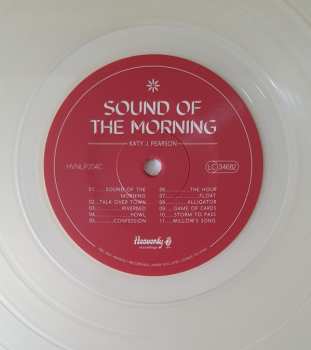 SOUND OF
THE MORNING
KATY J PEARSON
HVNLP204C
LC 34682
01 SOUND OF THE
MORNING
02 TALK OVER TOWN
03 RIVERBED
04 HOWL
05 CONFESSION
06 THE HOUR
07 FLOAT
08 ALLIGATOR
09 GAME OF CARDS
10 STORM TO PASS
11 WILLOW'S SONG
Heavenly
recordings